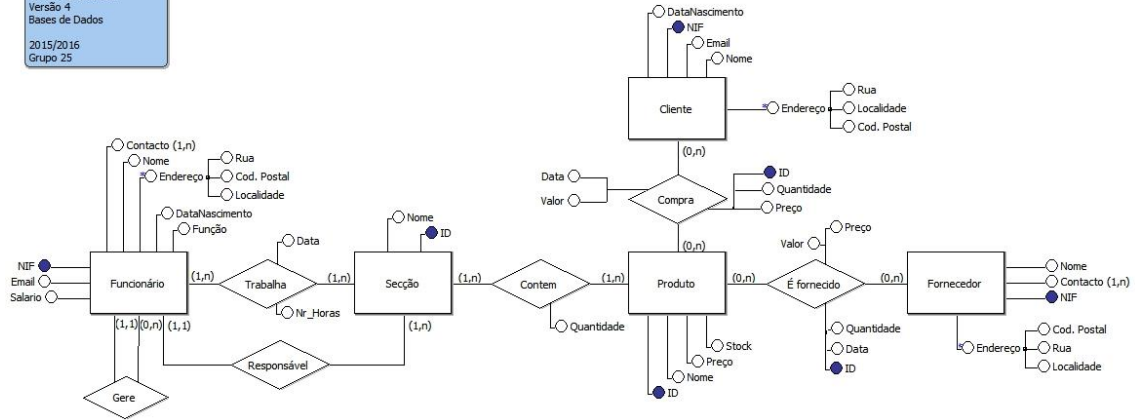 Versão 4
Bases de Dados
2015/2016
Grupo 25
DataNascimento
NIF
Email
Nome
Cliente
* Endereço
Rua
Localidade
Cod. Postal
(0,n)
Data
Valor
Compra
ID
Quantidade
Preço
(0,n)
Contacto (1,n)
Nome
* Endereço
Rua
Cod. Postal
Localidade
DataNascimento
Função
NIF
Email
Salario
Funcionário
(1,n)
Data
Trabalha
Nr_Horas
(1,n)
Nome
ID
Secção
(1,n)
Contem
Quantidade
(1,n)
Produto
(0,n)
Preço
Valor
É fornecido
Quantidade
Data
ID
(0,n)
Fornecedor
Nome
Contacto (1,n)
NIF
* Endereço
Cod. Postal
Rua
Localidade
Stock
Preço
Nome
ID
(1,1)
(0,n)
(1,1)
(1,n)
Responsável
Gere